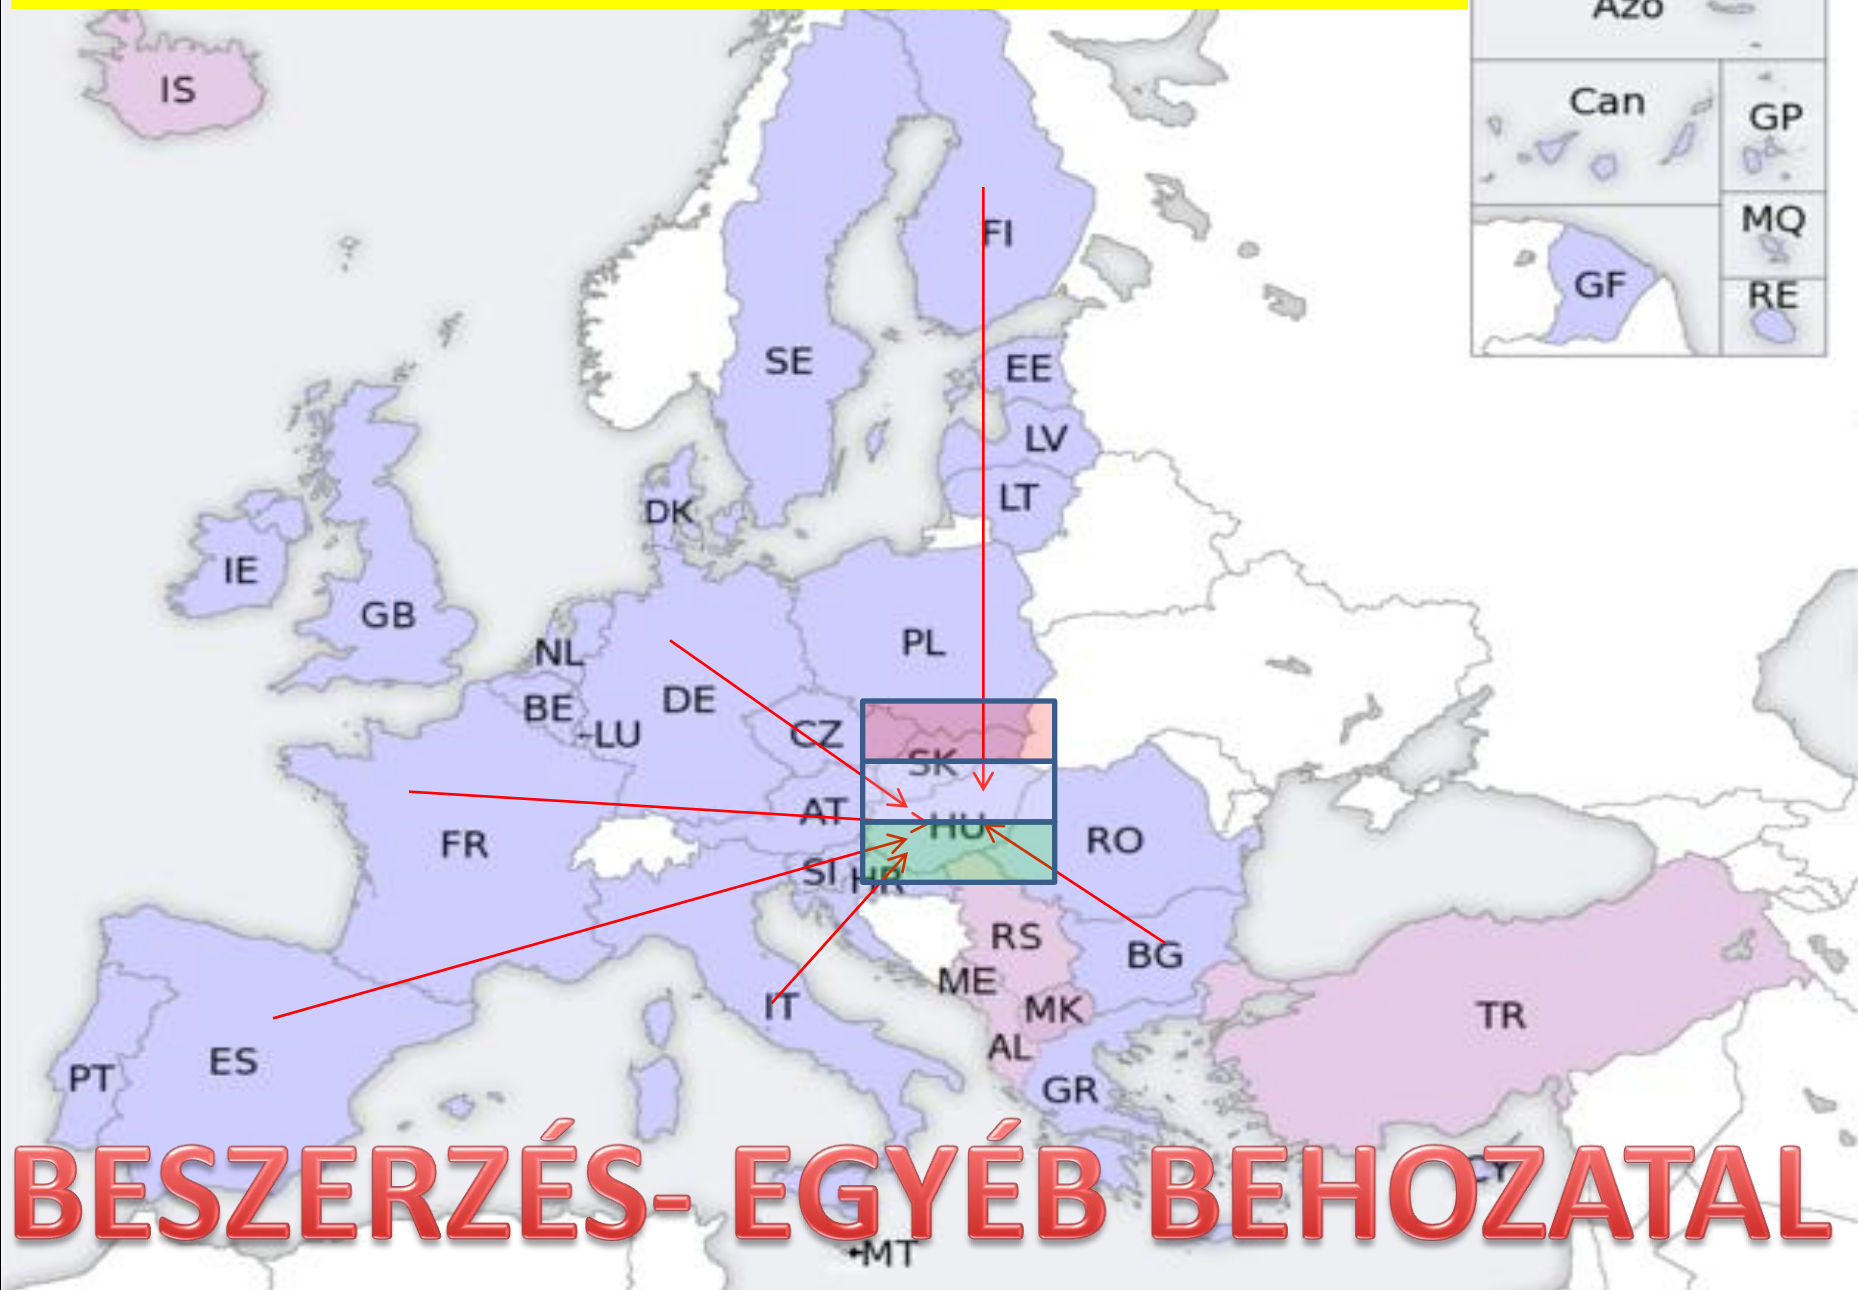 Azo
IS
Can
GP
MQ
FI
GF
RE
SE
EE
LV
LT
DK
IE
GB
NL
PL
BE
DE
LU
CZ
SK
AT
HU
FR
RO
SI
HR
RS
BG
ME
IT
MK
TR
AL
ES
PT
GR
CY
BESZERZÉS- EGYÉB BEHOZATAL
MT